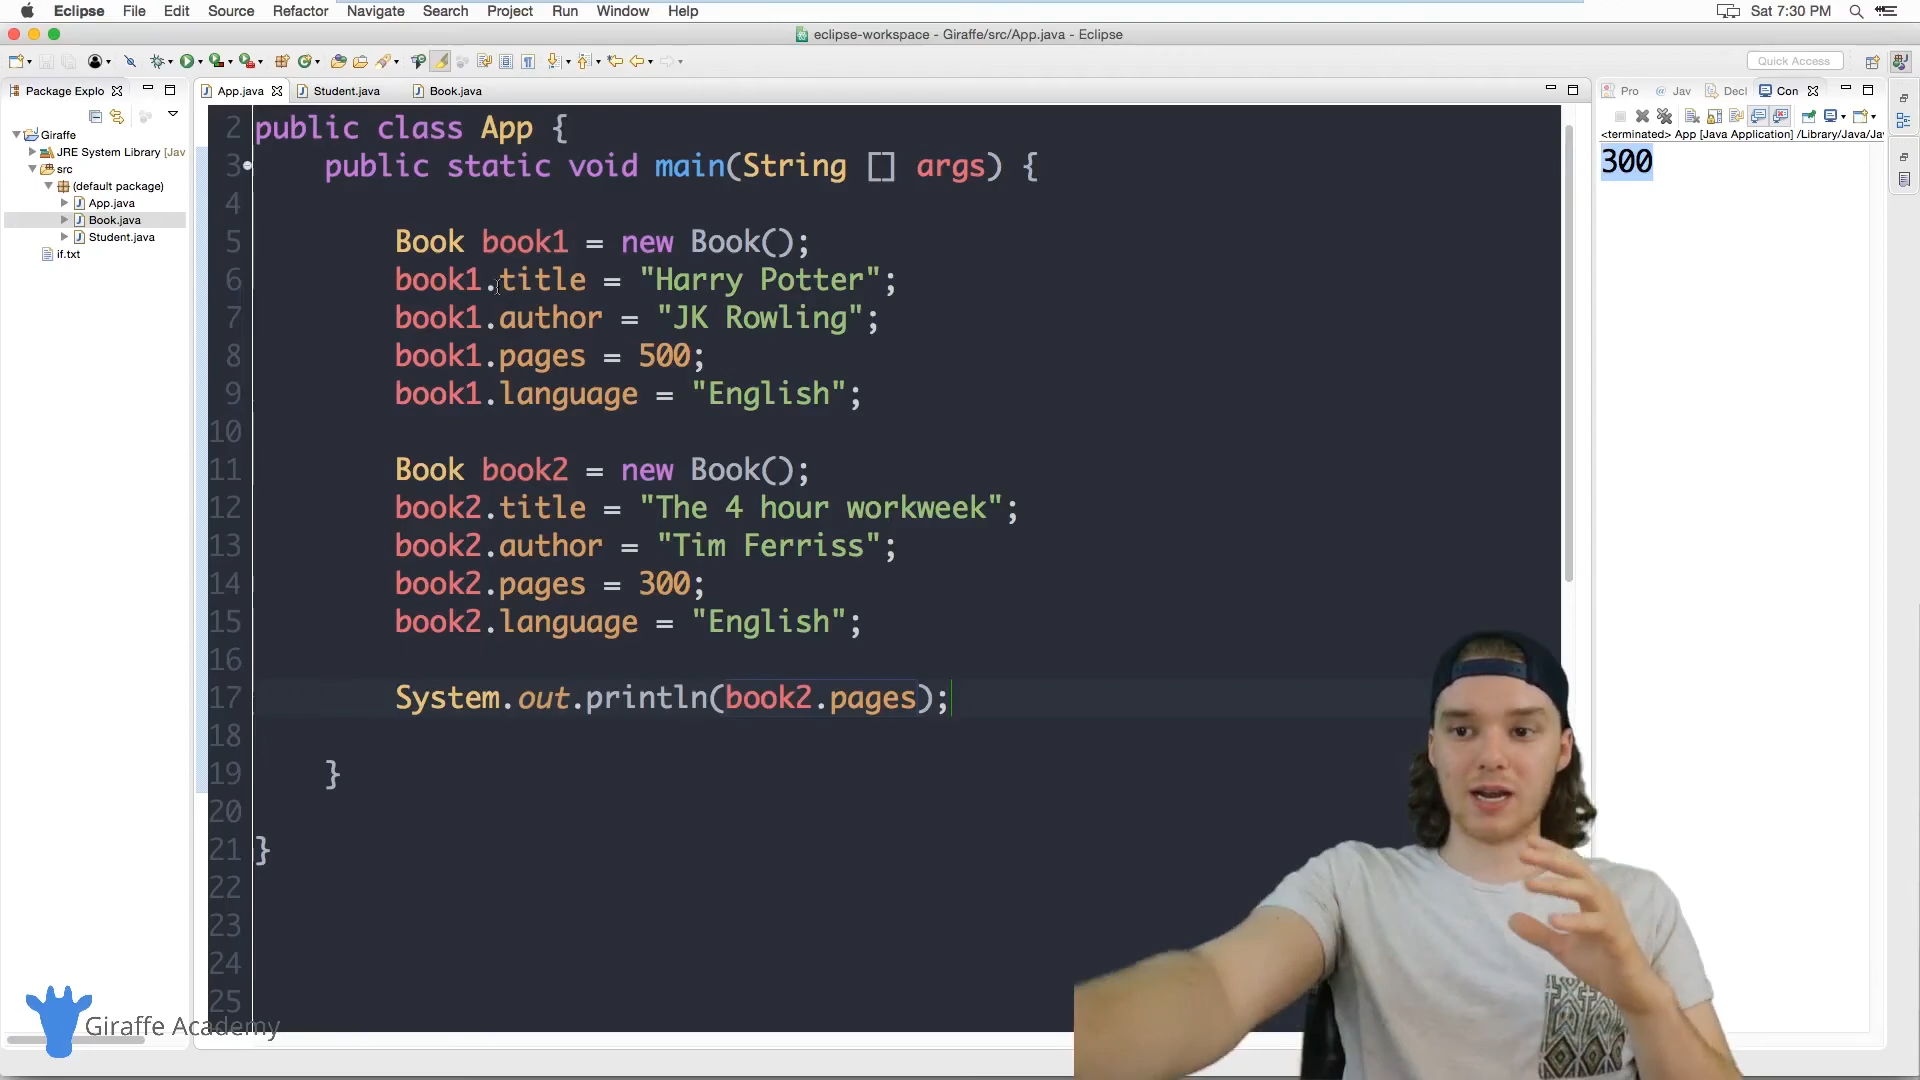 Eclipse File Edit Source Refactor Navigate Search Project Run Window Help Sat 7:30 PM
eclipse-workspace - Giraffe/src/App.java - Eclipse
Quick Access
Package Explo
App.java
Student.java
Book.java
Pro
Jav
Decl
Con
Giraffe
JRE System Library [Jav
src
(default package)
App.java
Book.java
Student.java
if.txt
2 public class App {
3 public static void main(String [] args) {
4
5 Book book1 = new Book();
6 book1.title = "Harry Potter";
7 book1.author = "JK Rowling";
8 book1.pages = 500;
9 book1.language = "English";
10
11 Book book2 = new Book();
12 book2.title = "The 4 hour workweek";
13 book2.author = "Tim Ferriss";
14 book2.pages = 300;
15 book2.language = "English";
16
17 System.out.println(book2.pages);
18
19 }
20
21 }
22
23
24
25
<terminated> App [Java Application] /Library/Java/Ja
300
Giraffe Academy